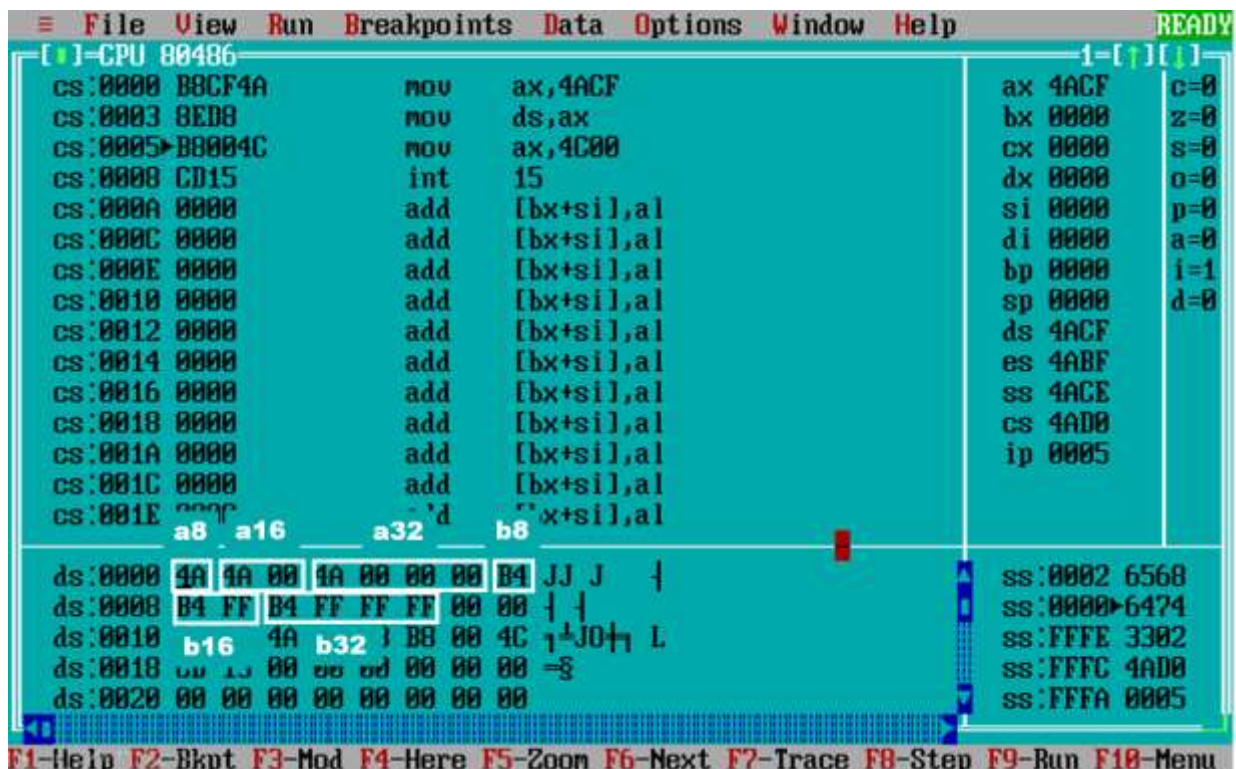 ≡ File View Run Breakpoints Data Options Window Help READY
[▮]-CPU 80486 1=[↑][↓]
cs:0000 B8CF4A mov ax,4ACF ax 4ACF c=0
cs:0003 8ED8 mov ds,ax bx 0000 z=0
cs:0005▶B8004C mov ax,4C00 cx 0000 s=0
cs:0008 CD15 int 15 dx 0000 o=0
cs:000A 0000 add [bx+si],al si 0000 p=0
cs:000C 0000 add [bx+si],al di 0000 a=0
cs:000E 0000 add [bx+si],al bp 0000 i=1
cs:0010 0000 add [bx+si],al sp 0000 d=0
cs:0012 0000 add [bx+si],al ds 4ACF
cs:0014 0000 add [bx+si],al es 4ABF
cs:0016 0000 add [bx+si],al ss 4ACE
cs:0018 0000 add [bx+si],al cs 4AD0
cs:001A 0000 add [bx+si],al ip 0005
cs:001C 0000 add [bx+si],al
cs:001E x+si],al
a8 a16 a32 b8
ds:0000 4A 4A 00 4A 00 00 00 B4 JJ J ┤ ss:0002 6568
ds:0008 B4 FF B4 FF FF FF 00 00 ┤ ┤ ss:0000▶6474
ds:0010 4A B8 00 4C ╕╧JO╪╕ L ss:FFFE 3302
b16 b32
ds:0018 00 00 00 00 =§ ss:FFFC 4AD0
ds:0020 00 00 00 00 00 00 00 00 ss:FFFA 0005
F1-Help F2-Bkpt F3-Mod F4-Here F5-Zoom F6-Next F7-Trace F8-Step F9-Run F10-Menu